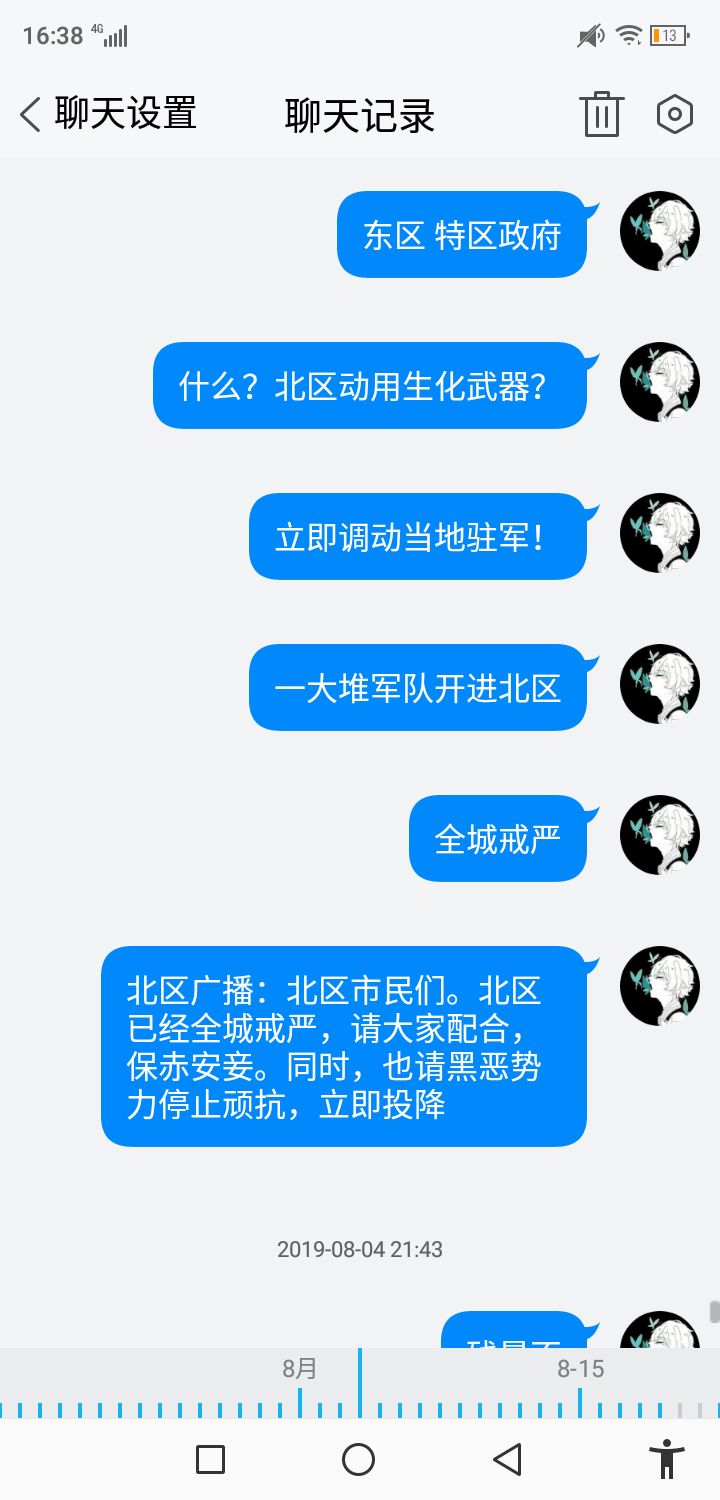 16:38 4G 13
聊天设置 聊天记录
东区 特区政府
什么？北区动用生化武器？
立即调动当地驻军！
一大堆军队开进北区
全城戒严
北区广播：北区市民们。北区
已经全城戒严，请大家配合，
保赤安妾。同时，也请黑恶势
力停止顽抗，立即投降
2019-08-04 21:43
8月 8-15